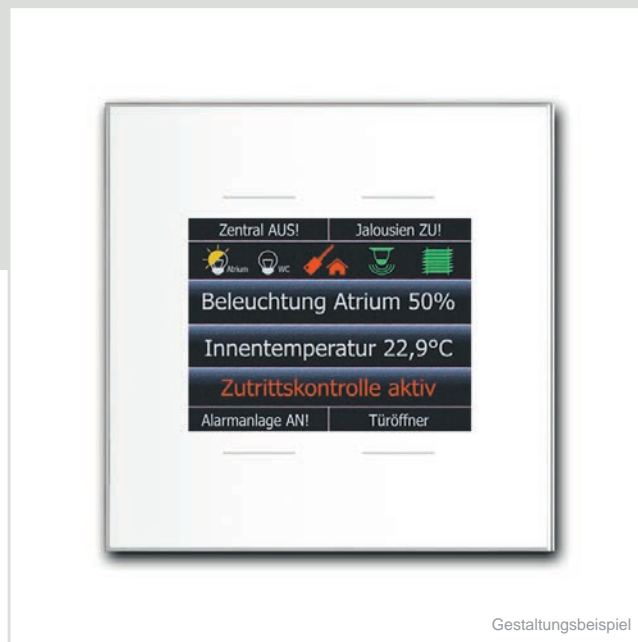 Zentral AUS! Jalousien ZU!
Atrium WC
Beleuchtung Atrium 50%
Innentemperatur 22,9°C
Zutrittskontrolle aktiv
Alarmanlage AN! Türöffner
Gestaltungsbeispiel